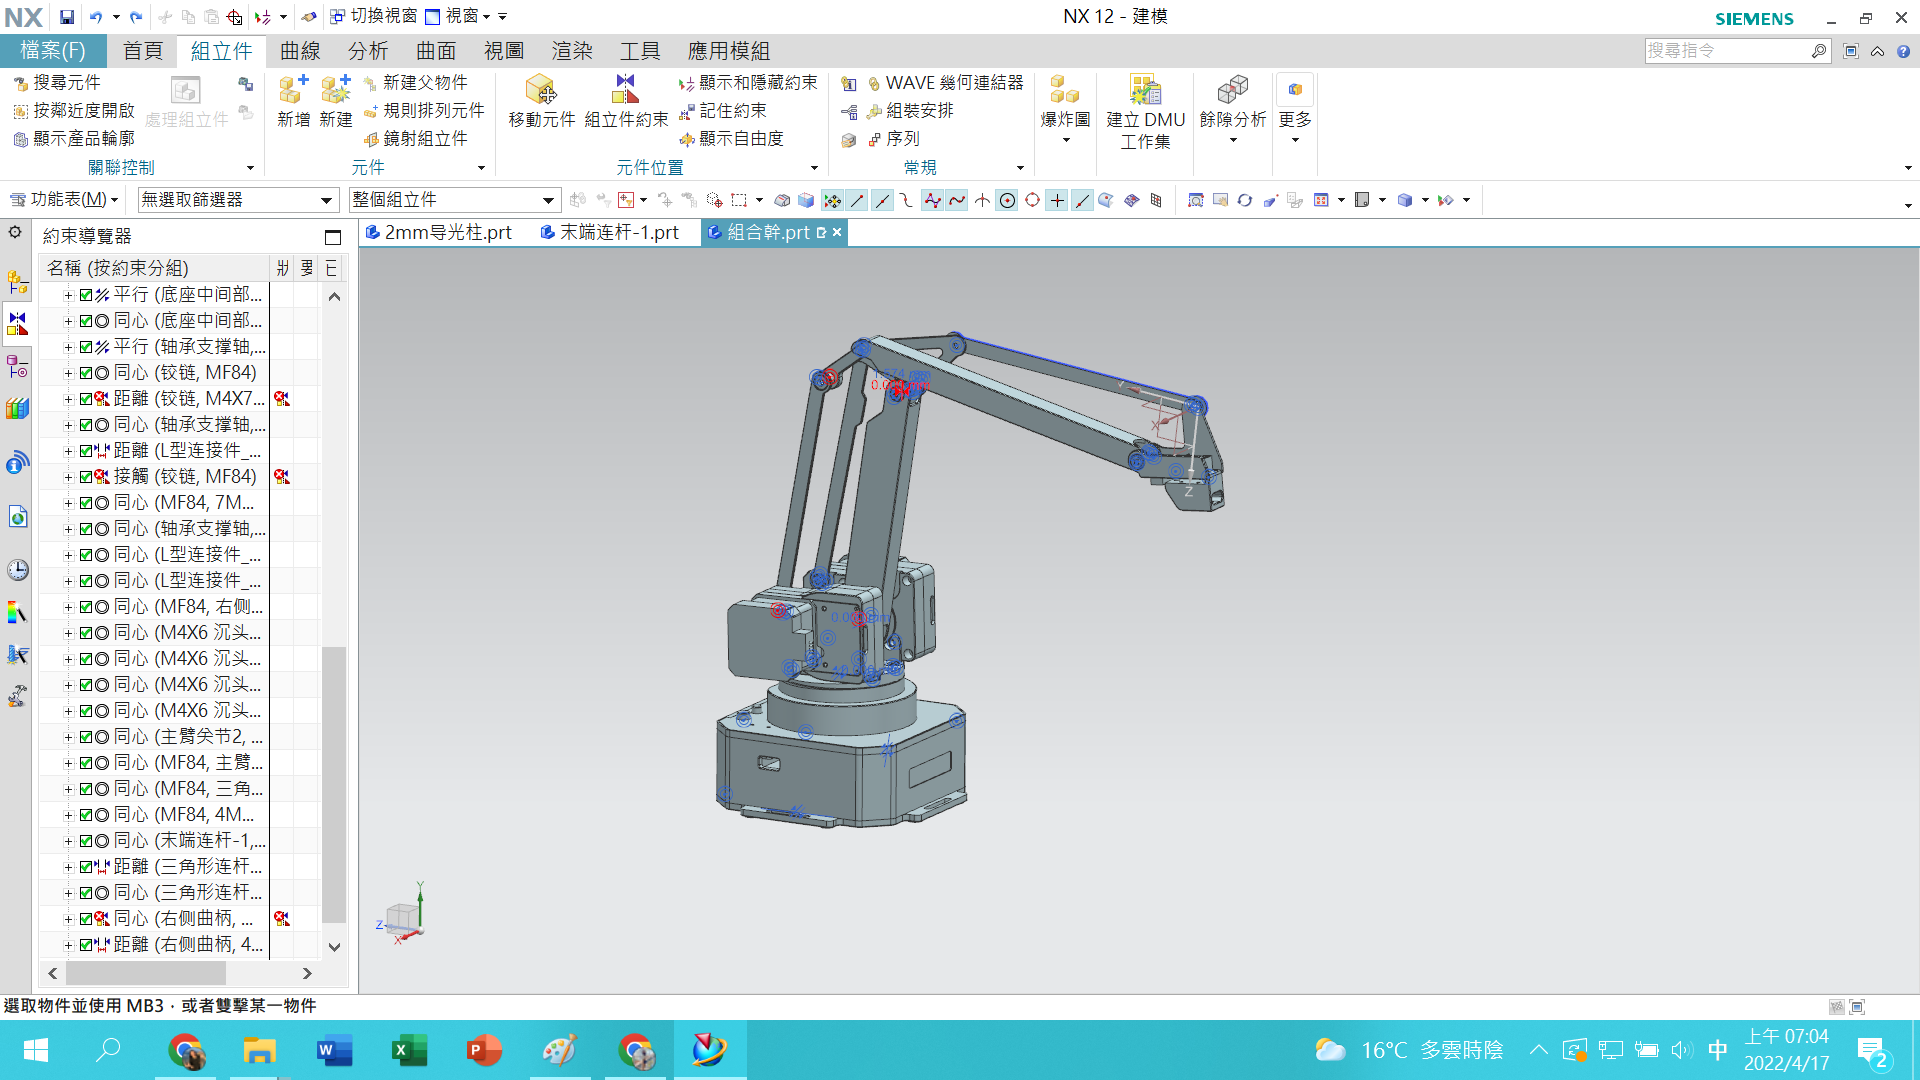 NX
切換視窗
視窗
NX 12 - 建模
SIEMENS
檔案(F)
首頁
組立件
曲線
分析
曲面
視圖
渲染
工具
應用模組
搜尋指令
搜尋元件
按鄰近度開啟
顯示產品輪廓
處理組立件
關聯控制
新增
新建
新建父物件
規則排列元件
鏡射組立件
元件
移動元件
組立件約束
顯示和隱藏約束
記住約束
顯示自由度
元件位置
WAVE 幾何連結器
組裝安排
序列
常規
爆炸圖
建立 DMU
工作集
餘隙分析
更多
功能表(M)
無選取篩選器
整個組立件
約束導覽器
2mm导光柱.prt
末端连杆-1.prt
組合幹.prt
名稱 (按約束分組)
平行 (底座中间部...
同心 (底座中间部...
平行 (轴承支撑轴,...
同心 (铰链, MF84)
距離 (铰链, M4X7...
同心 (轴承支撑轴,...
距離 (L型连接件_...
接觸 (铰链, MF84)
同心 (MF84, 7M...
同心 (轴承支撑轴,...
同心 (L型连接件_...
同心 (L型连接件_...
同心 (MF84, 右侧...
同心 (M4X6 沉头...
同心 (M4X6 沉头...
同心 (M4X6 沉头...
同心 (M4X6 沉头...
同心 (主臂关节2, ...
同心 (MF84, 主臂...
同心 (MF84, 三角...
同心 (MF84, 4M...
同心 (末端连杆-1,...
距離 (三角形连杆...
同心 (三角形连杆...
同心 (右侧曲柄, ...
距離 (右侧曲柄, 4...
X
Z
Y
Z
X
選取物件並使用 MB3，或者雙擊某一物件
16°C 多雲時陰
中
上午 07:04
2022/4/17
2